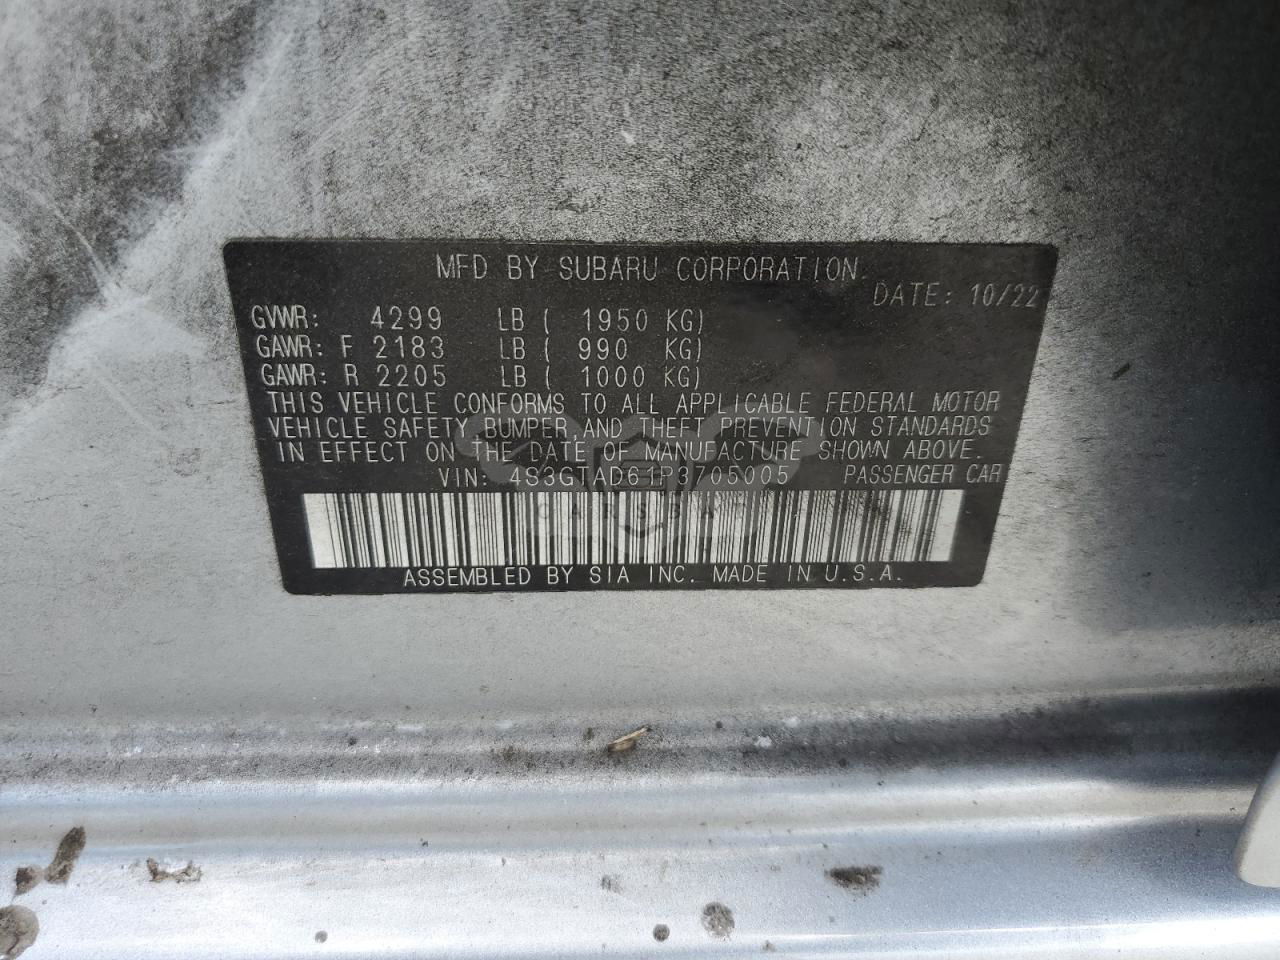 MFD BY SUBARU CORPORATION
DATE: 10/22
GVWR: 4299 LB ( 1950 KG)
GAWR: F 2183 LB ( 990 KG)
GAWR: R 2205 LB ( 1000 KG)
THIS VEHICLE CONFORMS TO ALL APPLICABLE FEDERAL MOTOR
VEHICLE SAFETY BUMPER, AND THEFT PREVENTION STANDARDS
IN EFFECT ON THE DATE OF MANUFACTURE SHOWN ABOVE.
VIN: 4S3GTAD61P3705005 PASSENGER CAR
ASSEMBLED BY SIA INC. MADE IN U.S.A.